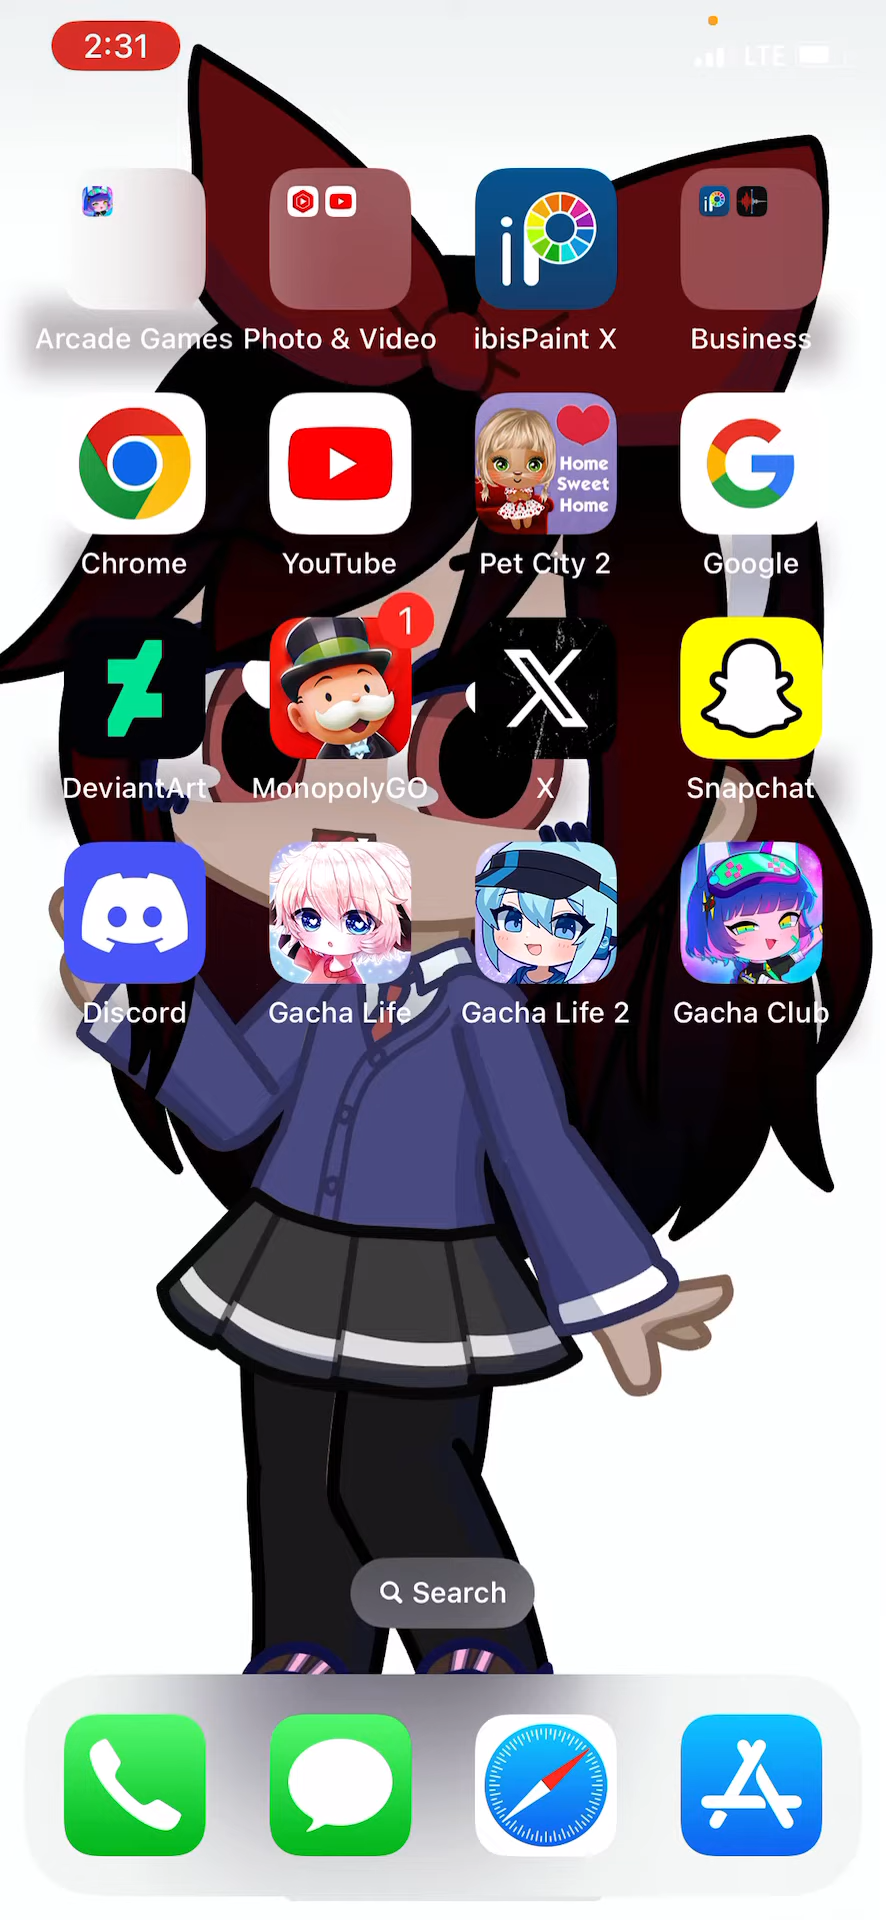 2:31
LTE
Arcade Games
Photo & Video
ibisPaint X
Business
Home
Sweet
Home
Chrome
YouTube
Pet City 2
Google
1
DeviantArt
MonopolyGO
X
Snapchat
Discord
Gacha Life
Gacha Life 2
Gacha Club
Search